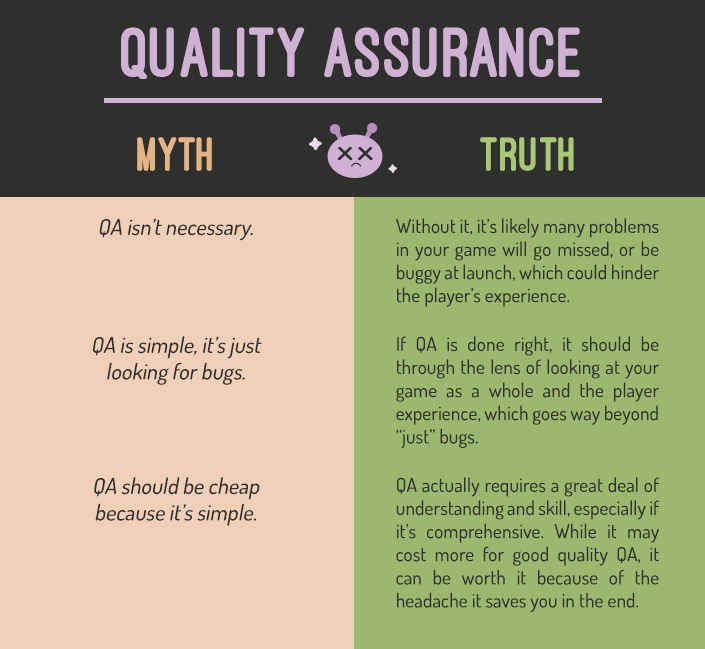 QUALITY ASSURANCE
MYTH
TRUTH
QA isn't necessary.
Without it, it's likely many problems
in your game will go missed, or be
buggy at launch, which could hinder
the player's experience.
QA is simple, it's just
looking for bugs.
If QA is done right, it should be
through the lens of looking at your
game as a whole and the player
experience, which goes way beyond
“just” bugs.
QA should be cheap
because it's simple.
QA actually requires a great deal of
understanding and skill, especially if
it's comprehensive. While it may
cost more for good quality QA, it
can be worth it because of the
headache it saves you in the end.